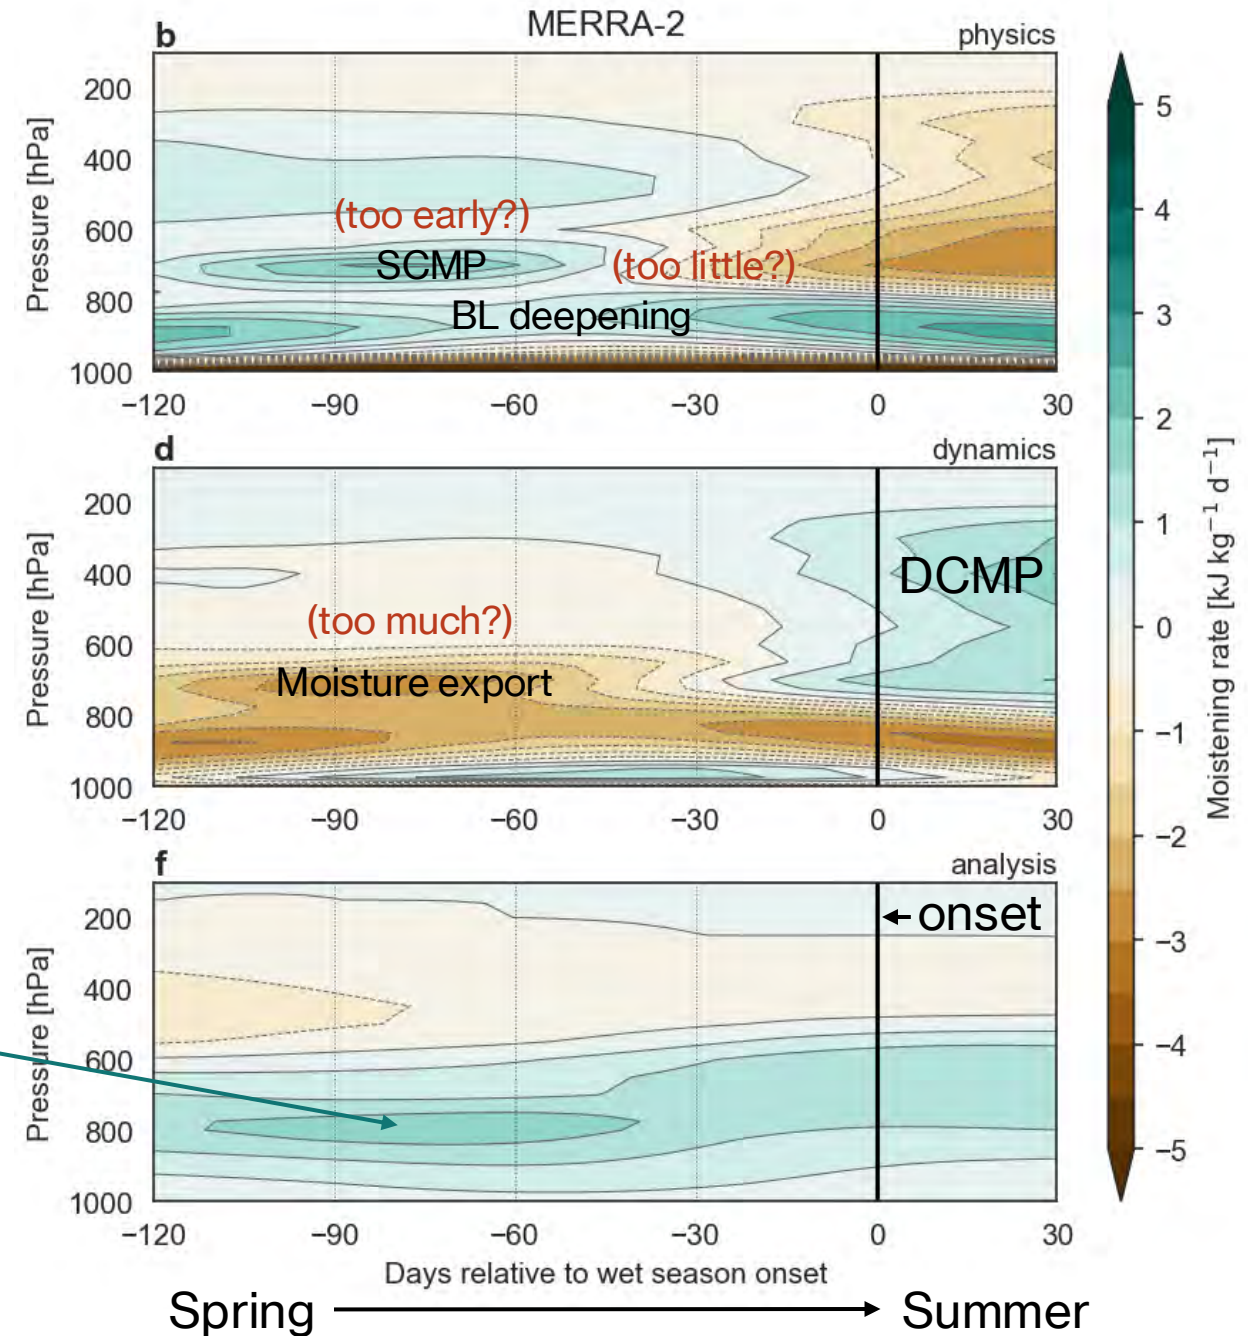 MERRA-2
b
physics
200
400
600
800
1000
Pressure [hPa]
(too early?)
SCMP
(too little?)
BL deepening
−120
−90
−60
−30
0
30
d
dynamics
200
400
600
800
1000
Pressure [hPa]
DCMP
(too much?)
Moisture export
−120
−90
−60
−30
0
30
f
analysis
200
400
600
800
1000
Pressure [hPa]
onset
−120
−90
−60
−30
0
30
Days relative to wet season onset
Spring
Summer
5
4
3
2
1
0
−1
−2
−3
−4
−5
Moistening rate [kJ kg⁻¹ d⁻¹]